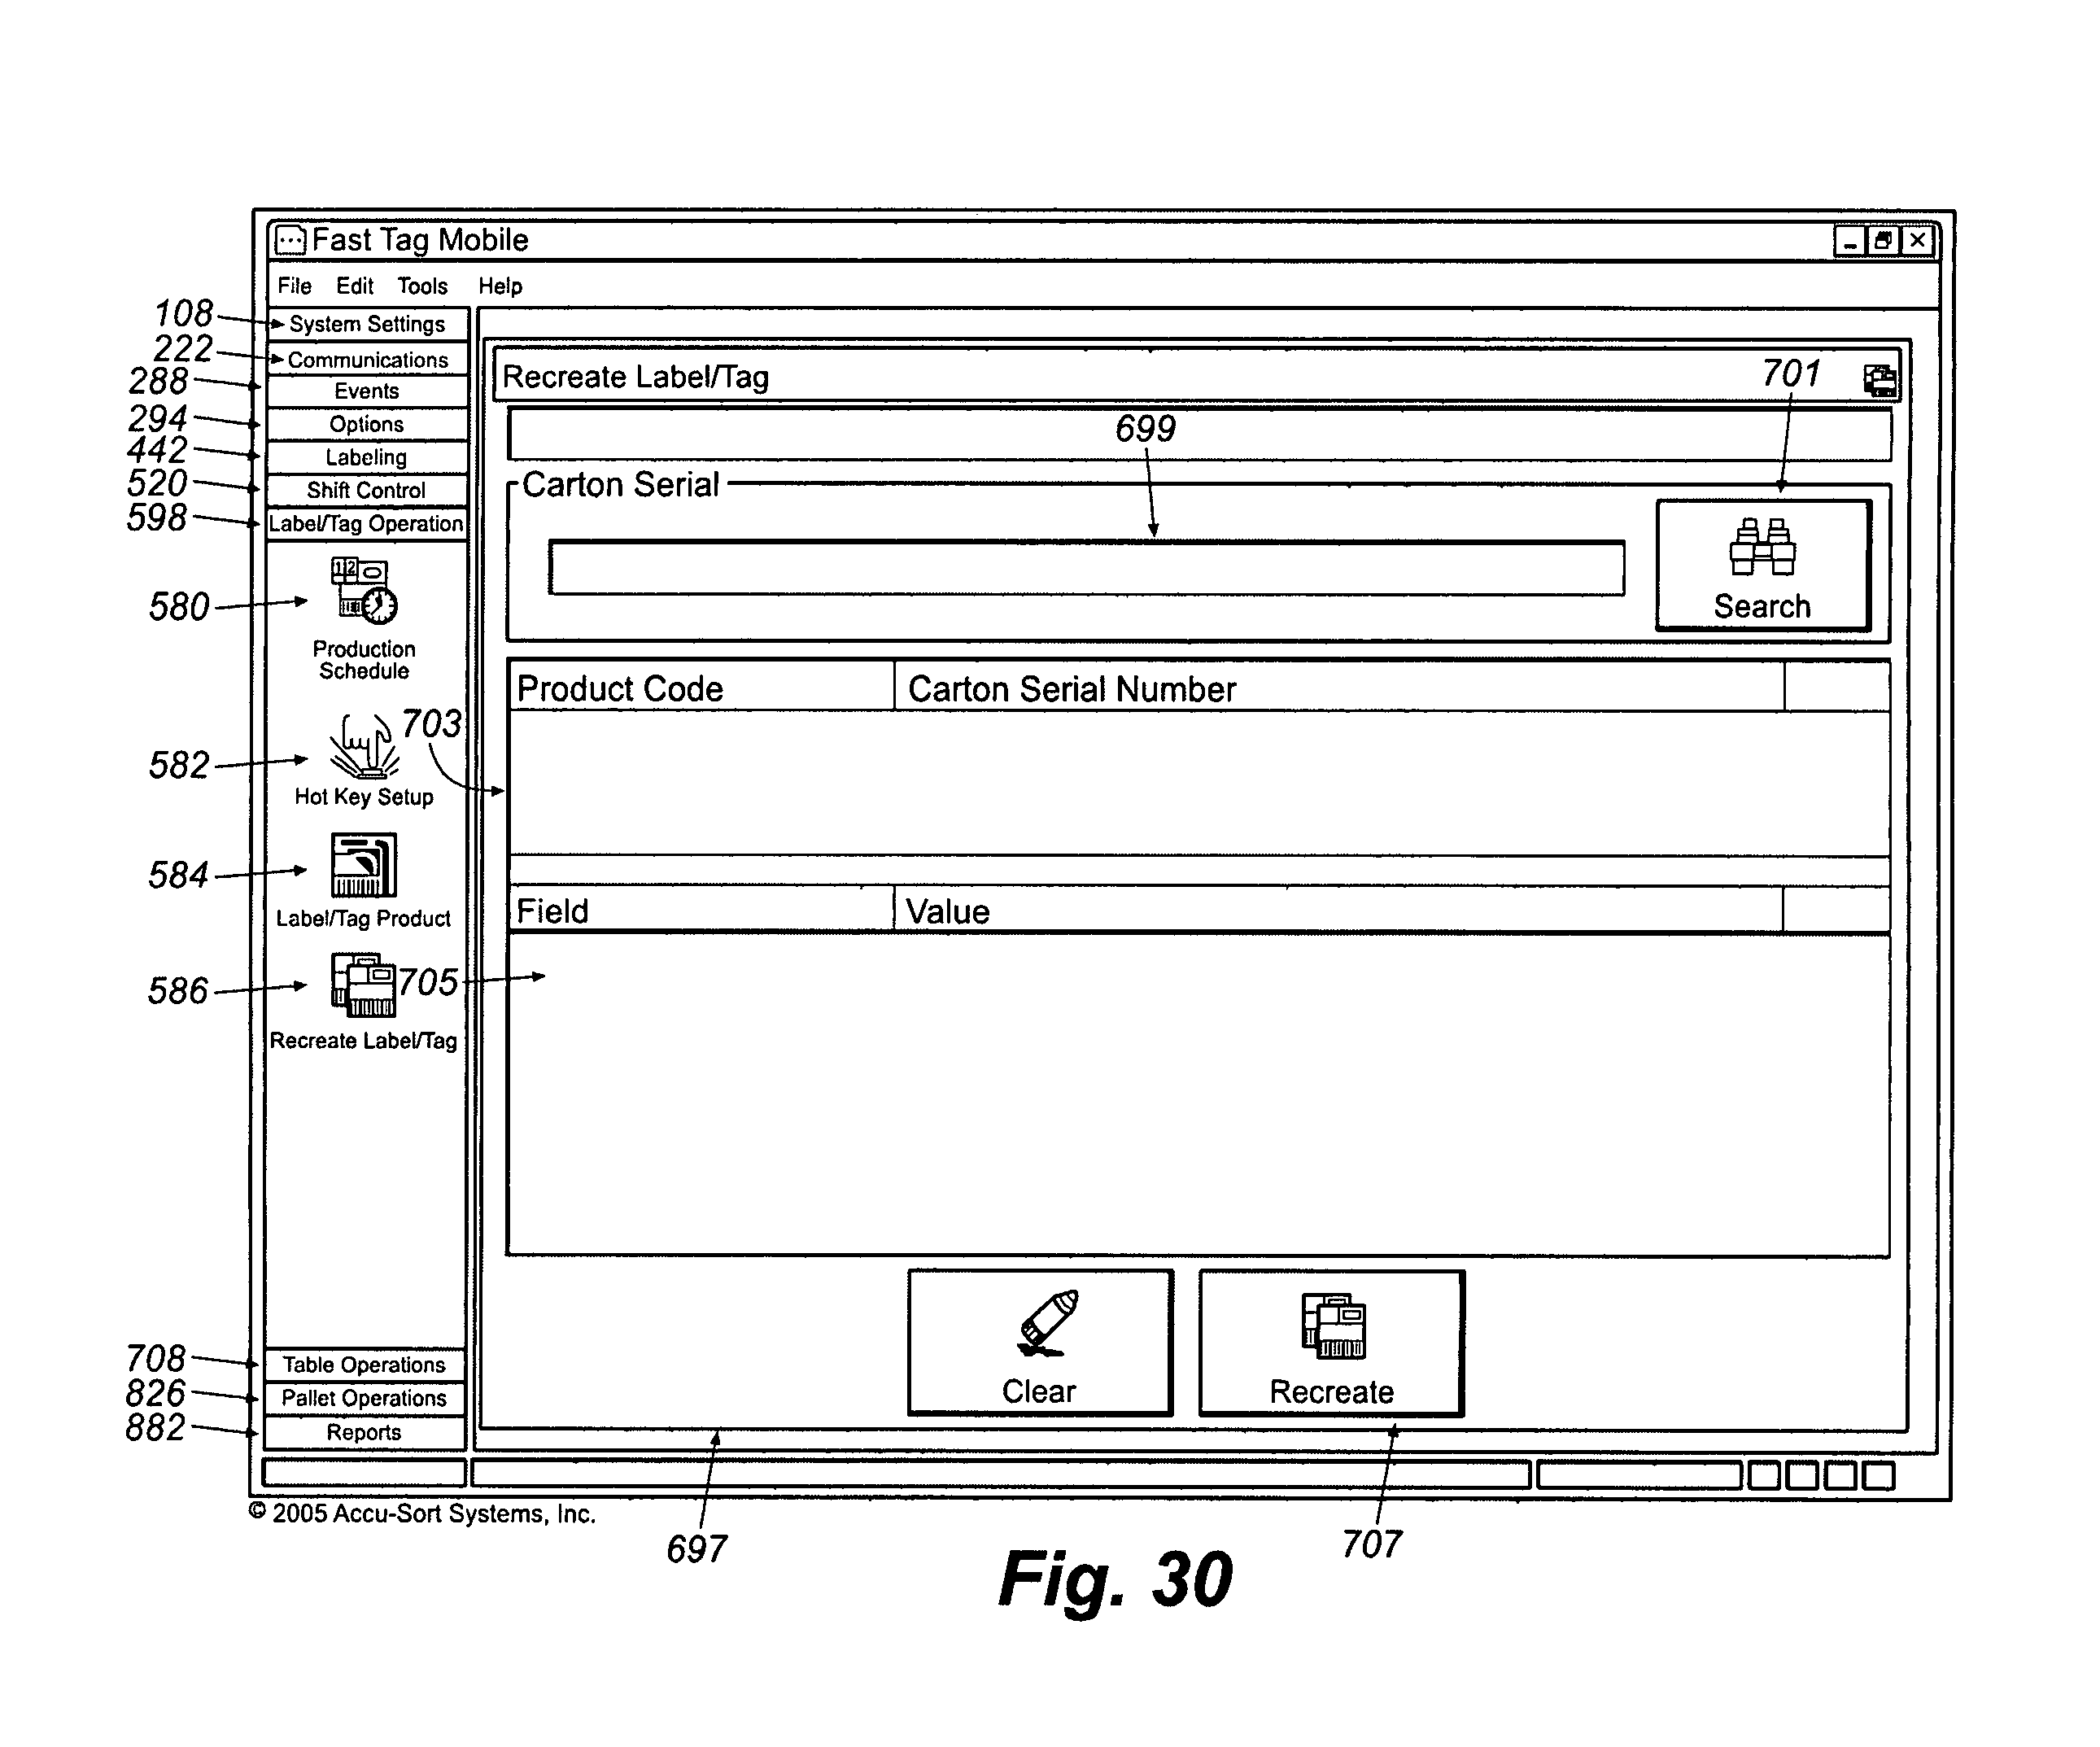 Fast Tag Mobile
File Edit Tools Help
108 System Settings
222 Communications
288 Events
294 Options
442 Labeling
520 Shift Control
598 Label/Tag Operation
580
Production
Schedule
582
Hot Key Setup
584
Label/Tag Product
586
Recreate Label/Tag
708 Table Operations
826 Pallet Operations
882 Reports
Recreate Label/Tag
701
699
Carton Serial
Search
703
Product Code Carton Serial Number
Field Value
705
Clear
Recreate
© 2005 Accu-Sort Systems, Inc.
697
707
Fig. 30